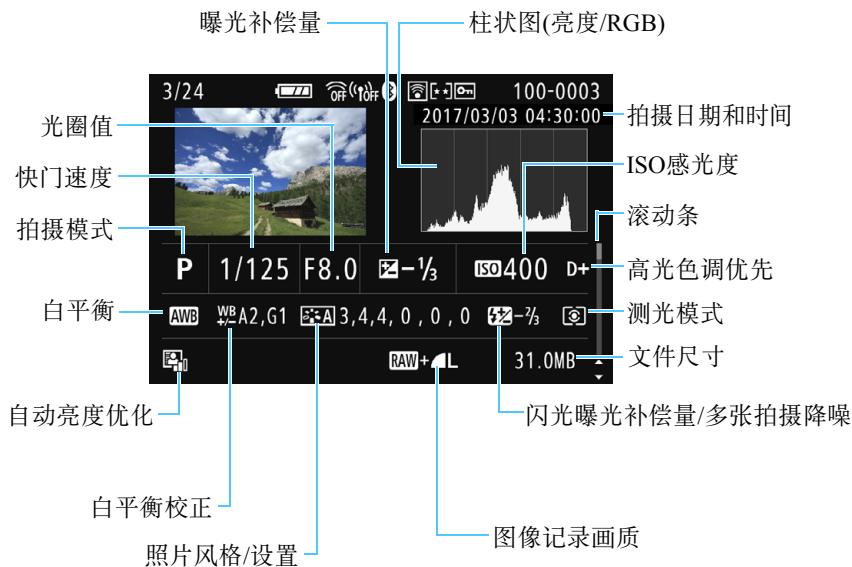 曝光补偿量
柱状图(亮度/RGB)
3/24
OFF
OFF
100-0003
2017/03/03 04:30:00
拍摄日期和时间
光圈值
快门速度
ISO感光度
拍摄模式
滚动条
P
1/125
F8.0
-⅓
ISO 400
D+
高光色调优先
白平衡
AWB
WB +/- A2,G1
A 3,4,4,0,0,0
-⅔
测光模式
RAW+L
31.0MB
文件尺寸
自动亮度优化
闪光曝光补偿量/多张拍摄降噪
白平衡校正
图像记录画质
照片风格/设置